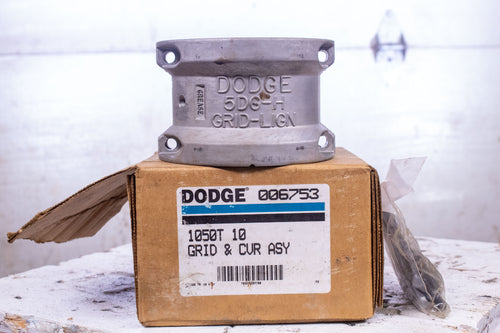 DODGE
5DG-H
GRID-LIGN
GREASE
DODGE® 006753
1050T 10
GRID & CVR ASY